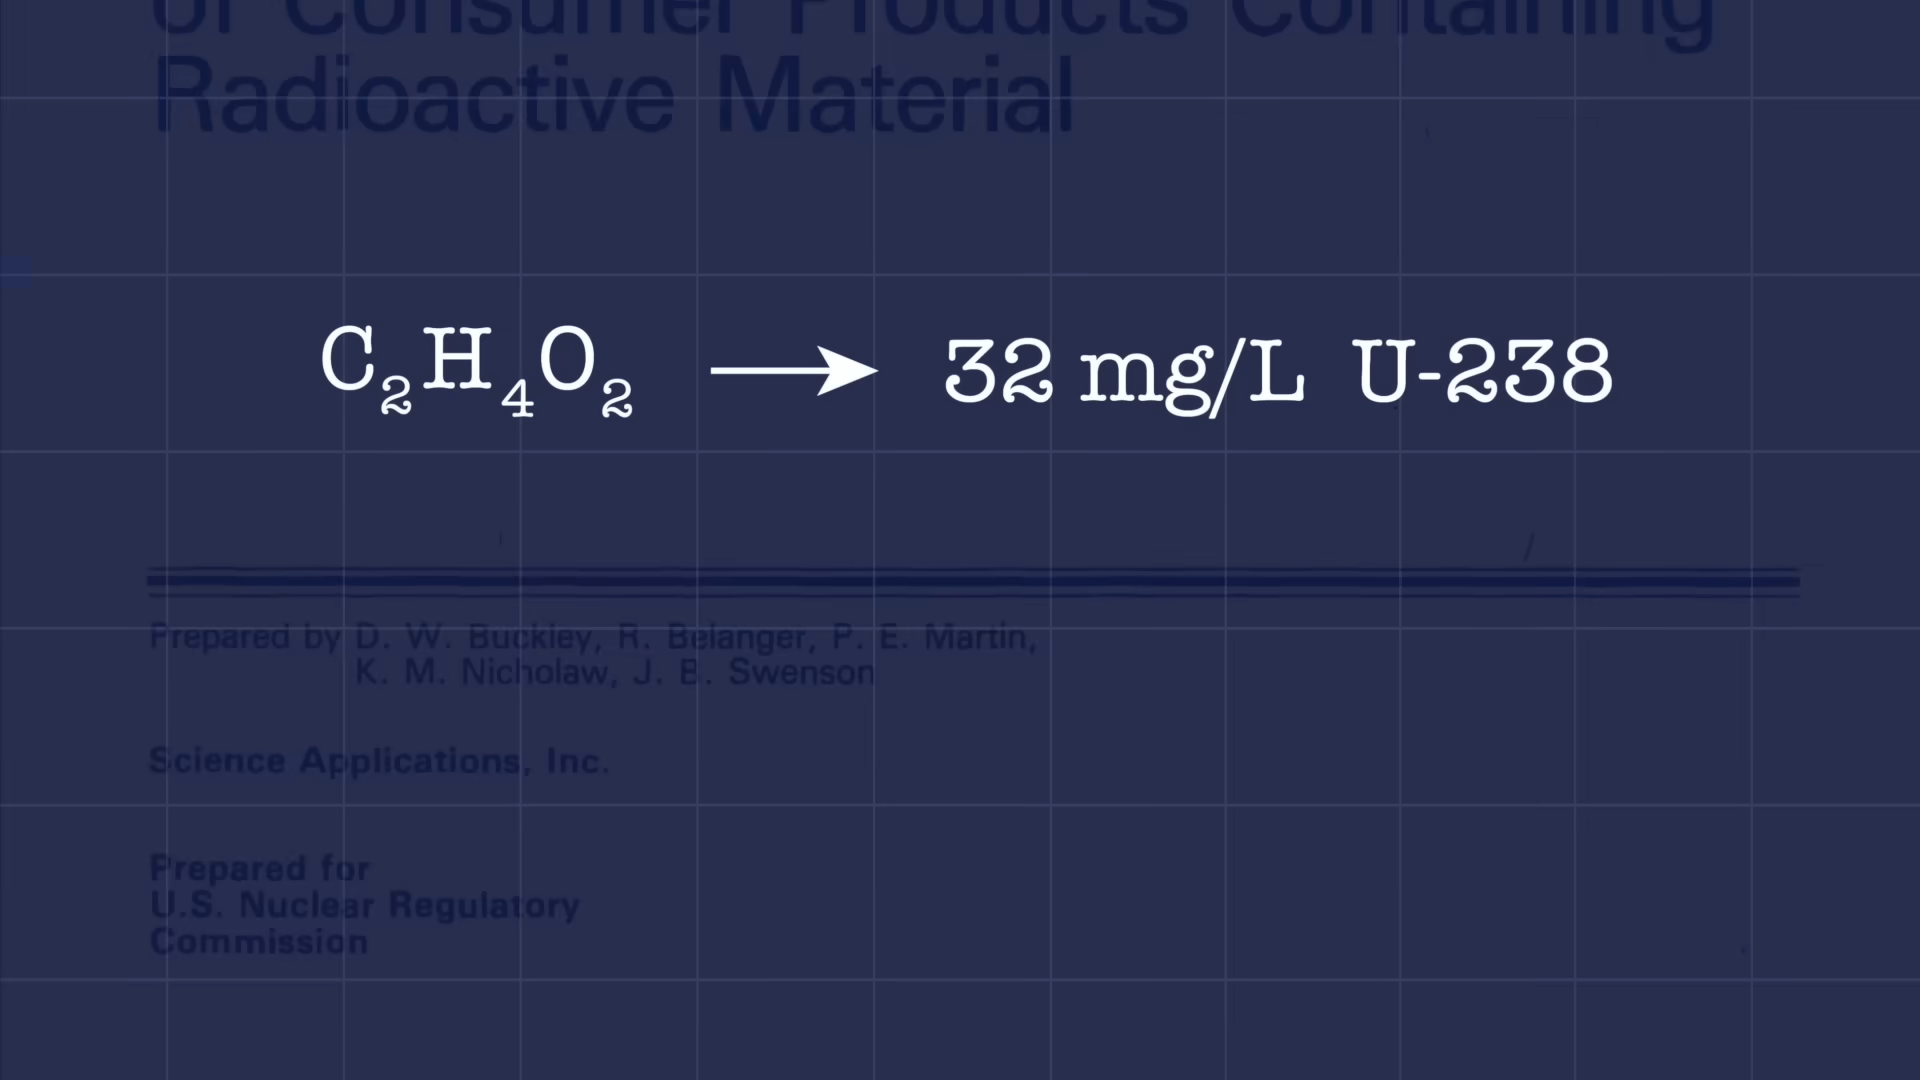 of Consumer Products Containing
Radioactive Material
C₂H₄O₂ → 32 mg/L U-238
Prepared by D. W. Buckley, R. Belanger, P. E. Martin,
K. M. Nicholaw, J. B. Swenson
Science Applications, Inc.
Prepared for
U.S. Nuclear Regulatory
Commission